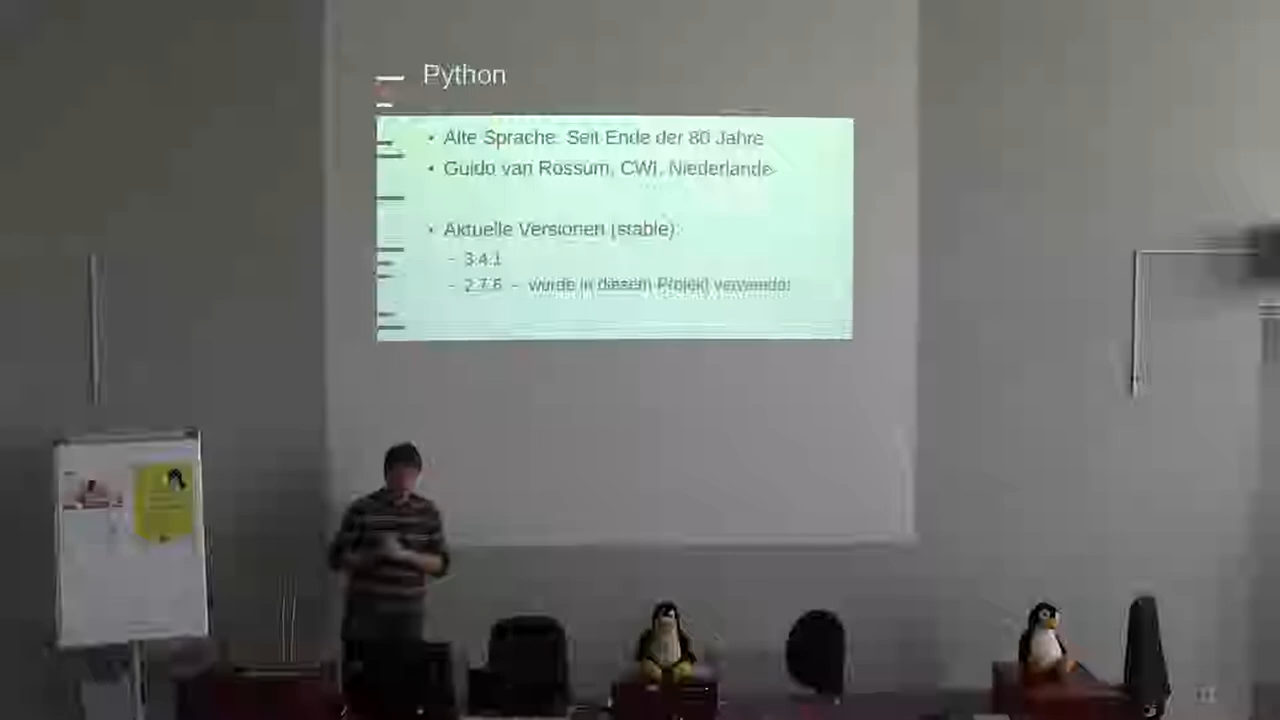 Python
• Alte Sprache: Seit Ende der 80 Jahre
• Guido van Rossum, CWI, Niederlande
• Aktuelle Versionen (stable):
- 3.4.1
- 2.7.6 - wurde in diesem Projekt verwendet